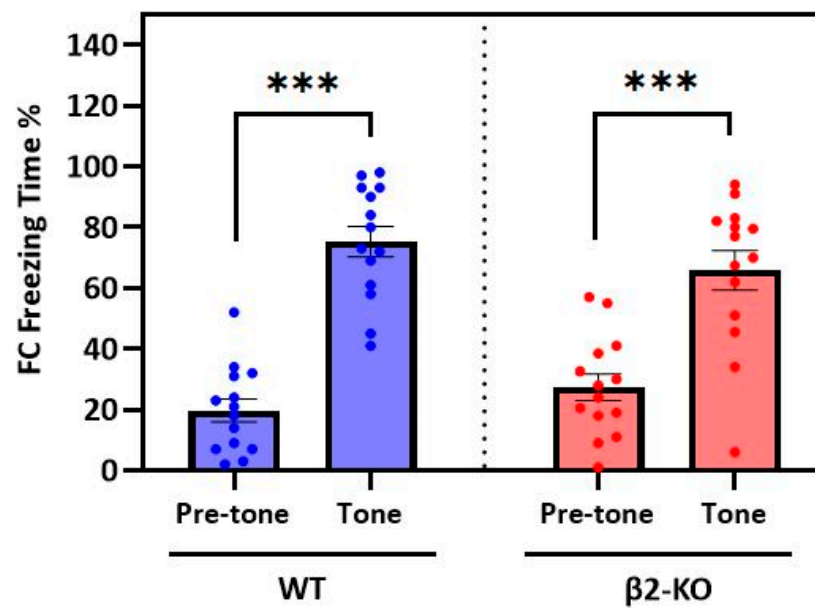 FC Freezing Time %
140
120
100
80
60
40
20
0
***
***
Pre-tone
Tone
Pre-tone
Tone
WT
β2-KO